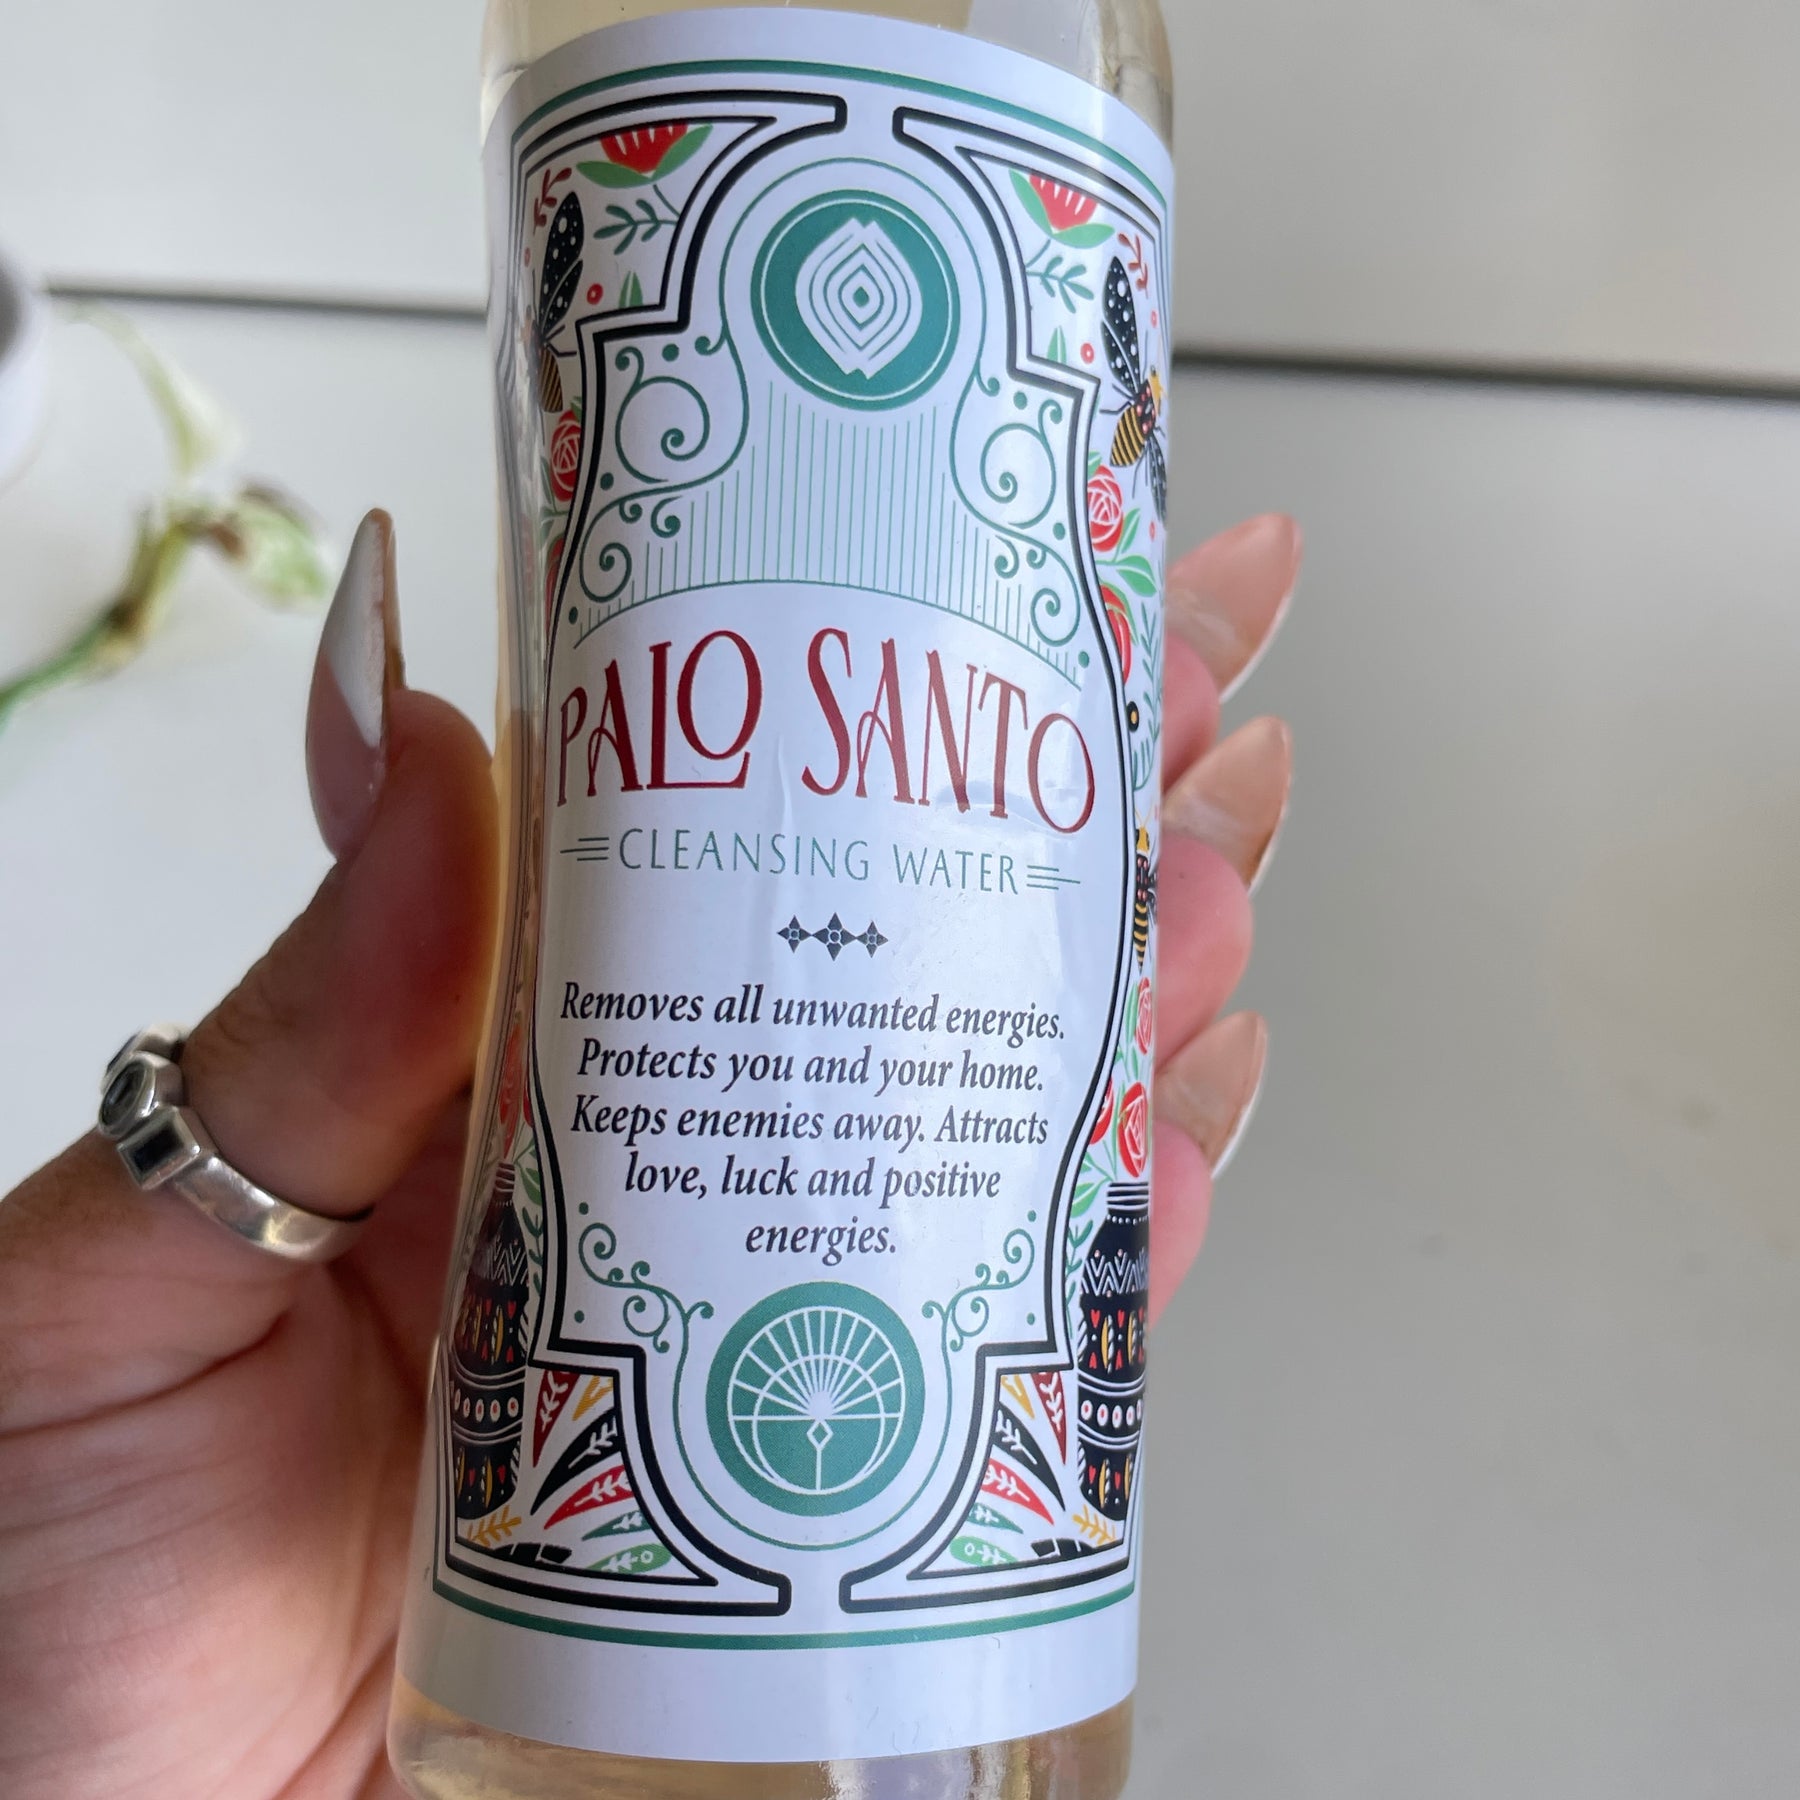 PALO SANTO
CLEANSING WATER
Removes all unwanted energies.
Protects you and your home.
Keeps enemies away. Attracts
love, luck and positive
energies.